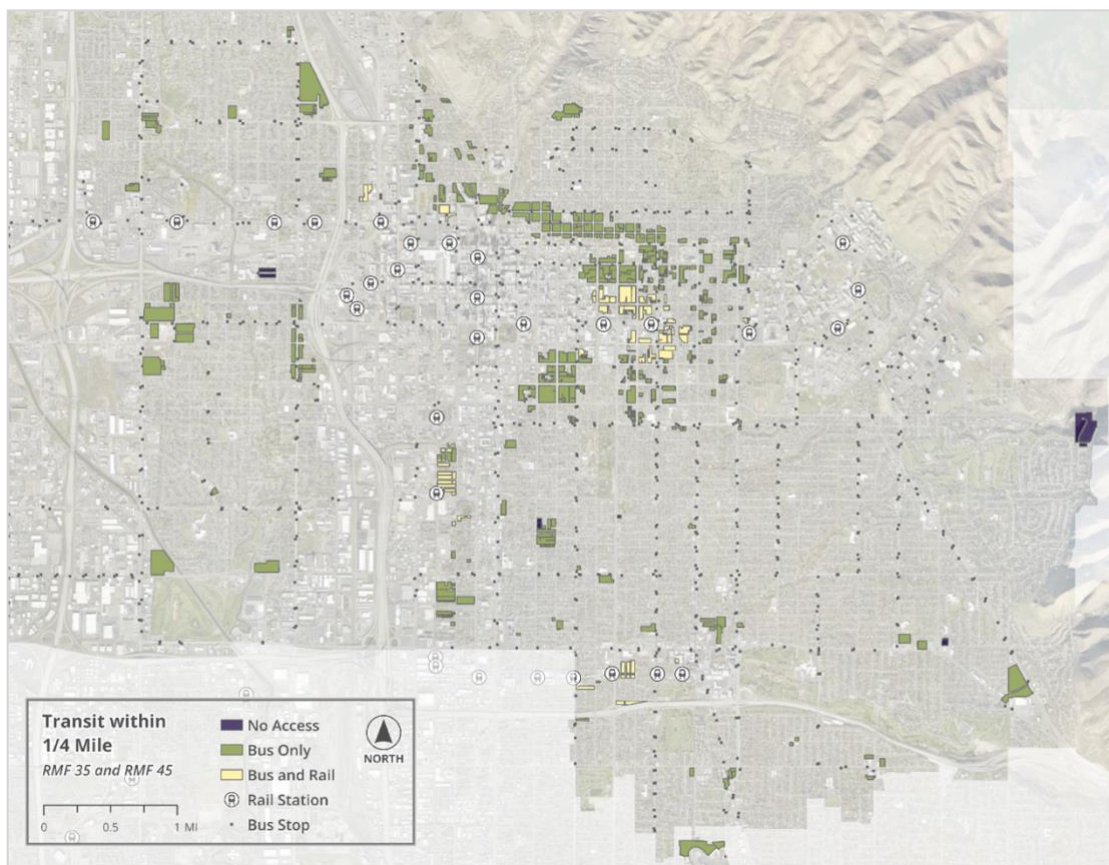 Transit within
1/4 Mile
RMF 35 and RMF 45
No Access
Bus Only
Bus and Rail
Rail Station
Bus Stop
NORTH
0 0.5 1 MI